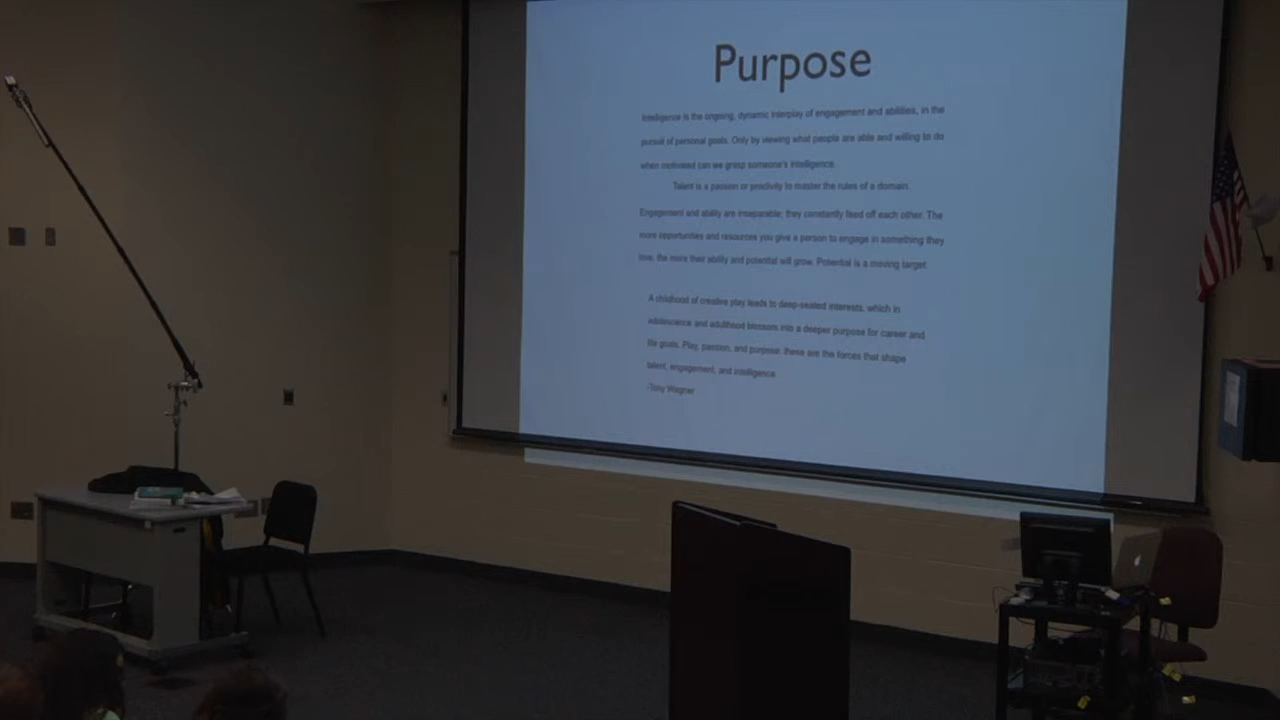 Purpose
Intelligence is the ongoing, dynamic interplay of engagement and abilities, in the
pursuit of personal goals. Only by viewing what people are able and willing to do
when motivated can we grasp someone's intelligence.
Talent is a passion or proclivity to master the rules of a domain.
Engagement and ability are inseparable; they constantly feed off each other. The
more opportunities and resources you give a person to engage in something they
love, the more their ability and potential will grow. Potential is a moving target.
A childhood of creative play leads to deep-seated interests, which in
adolescence and adulthood blossom into a deeper purpose for career and
life goals. Play, passion, and purpose: these are the forces that shape
talent, engagement, and intelligence
-Tony Wagner